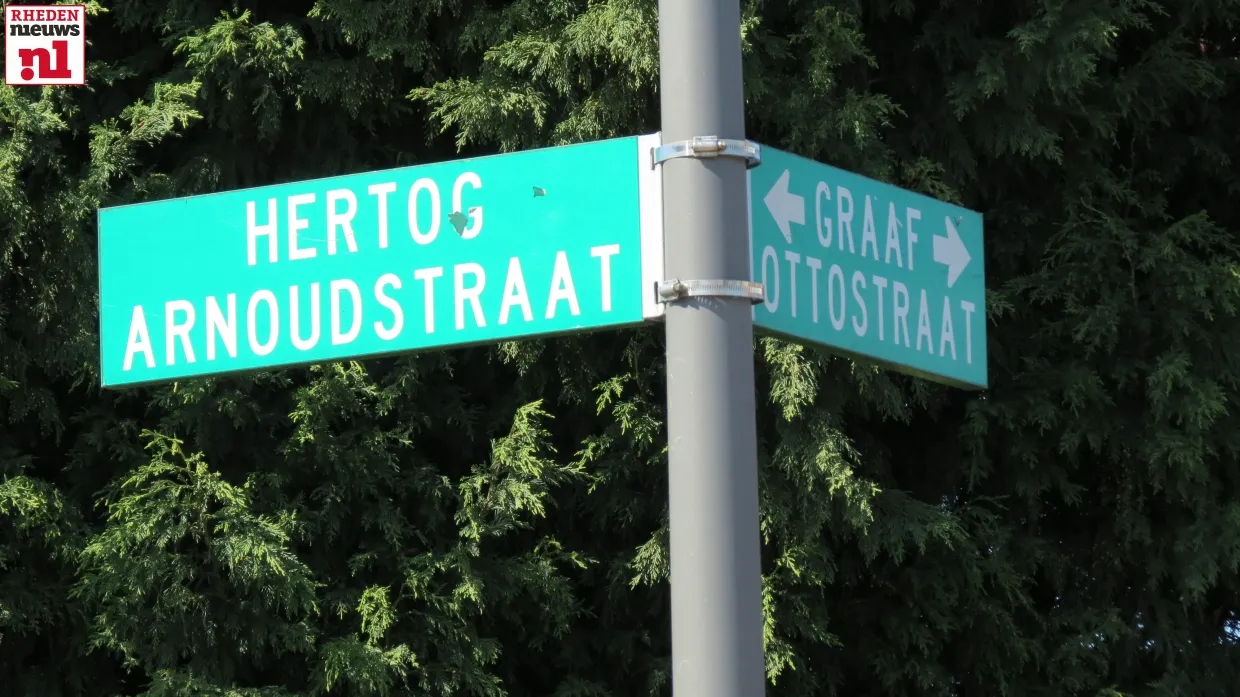 RHEDEN
nieuws
.nl
HERTOG
ARNOUDSTRAAT
GRAAF
OTTOSTRAAT